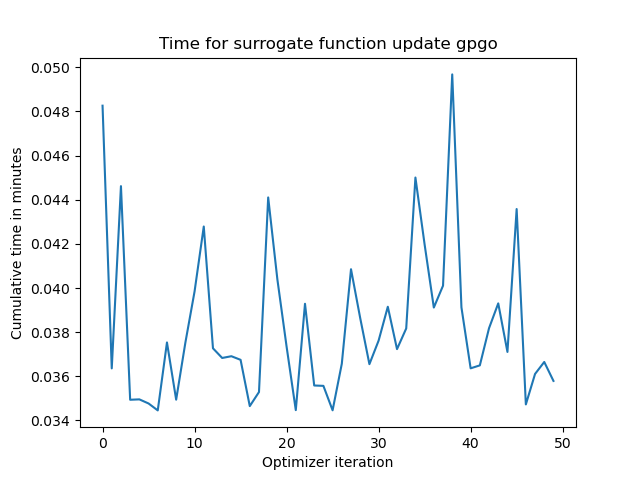 Time for surrogate function update gpgo
Cumulative time in minutes
0.050
0.048
0.046
0.044
0.042
0.040
0.038
0.036
0.034
0 10 20 30 40 50
Optimizer iteration